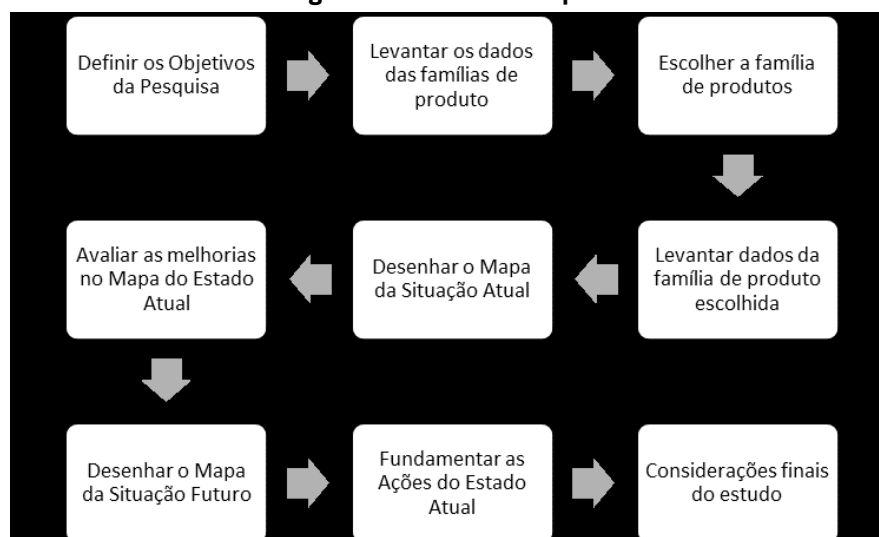 Definir os Objetivos
da Pesquisa
Levantar os dados
das famílias de
produto
Escolher a família
de produtos
Levantar dados da
família de produto
escolhida
Desenhar o Mapa
da Situação Atual
Avaliar as melhorias
no Mapa do Estado
Atual
Desenhar o Mapa
da Situação Futuro
Fundamentar as
Ações do Estado
Atual
Considerações finais
do estudo